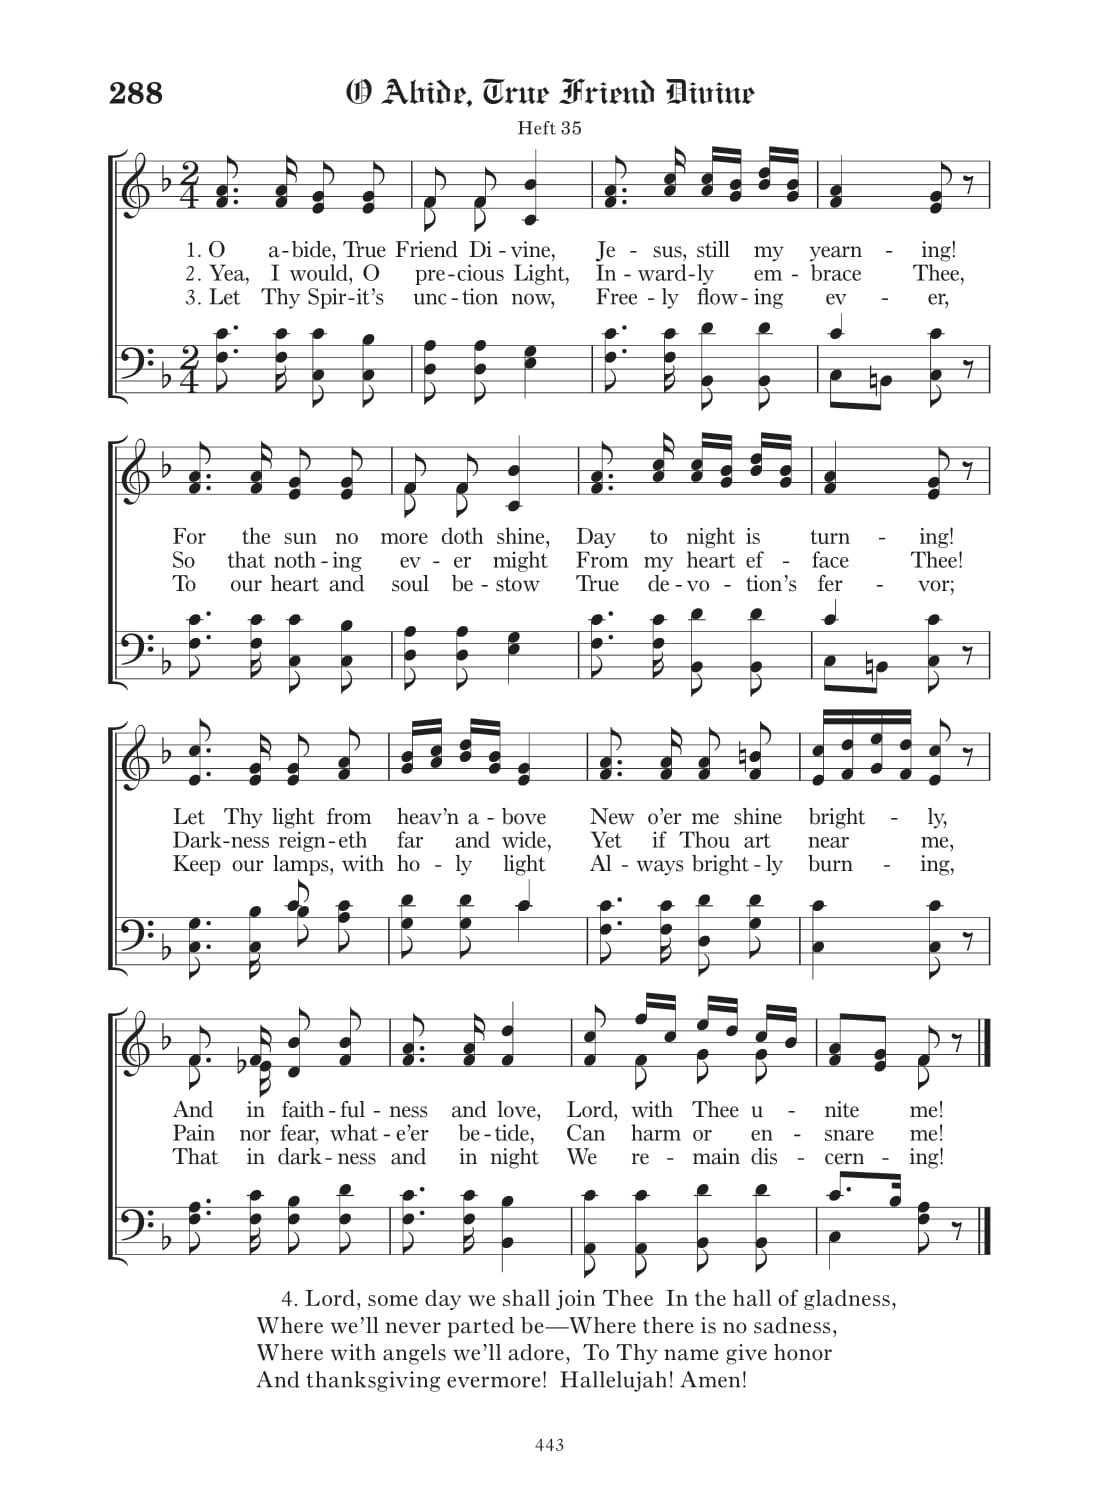 288 O Abide, True Friend Divine
Heft 35
1. O a - bide, True Friend Di - vine, Je - sus, still my yearn - ing!
2. Yea, I would, O pre - cious Light, In - ward - ly em - brace Thee,
3. Let Thy Spir - it's unc - tion now, Free - ly flow - ing ev - er,
For the sun no more doth shine, Day to night is turn - ing!
So that noth - ing ev - er might From my heart ef - face Thee!
To our heart and soul be - stow True de - vo - tion's fer - vor;
Let Thy light from heav'n a - bove New o'er me shine bright - ly,
Dark - ness reign - eth far and wide, Yet if Thou art near me,
Keep our lamps, with ho - ly light Al - ways bright - ly burn - ing,
And in faith - ful - ness and love, Lord, with Thee u - nite me!
Pain nor fear, what - e'er be - tide, Can harm or en - snare me!
That in dark - ness and in night We re - main dis - cern - ing!
4. Lord, some day we shall join Thee In the hall of gladness,
Where we'll never parted be—Where there is no sadness,
Where with angels we'll adore, To Thy name give honor
And thanksgiving evermore! Hallelujah! Amen!
443